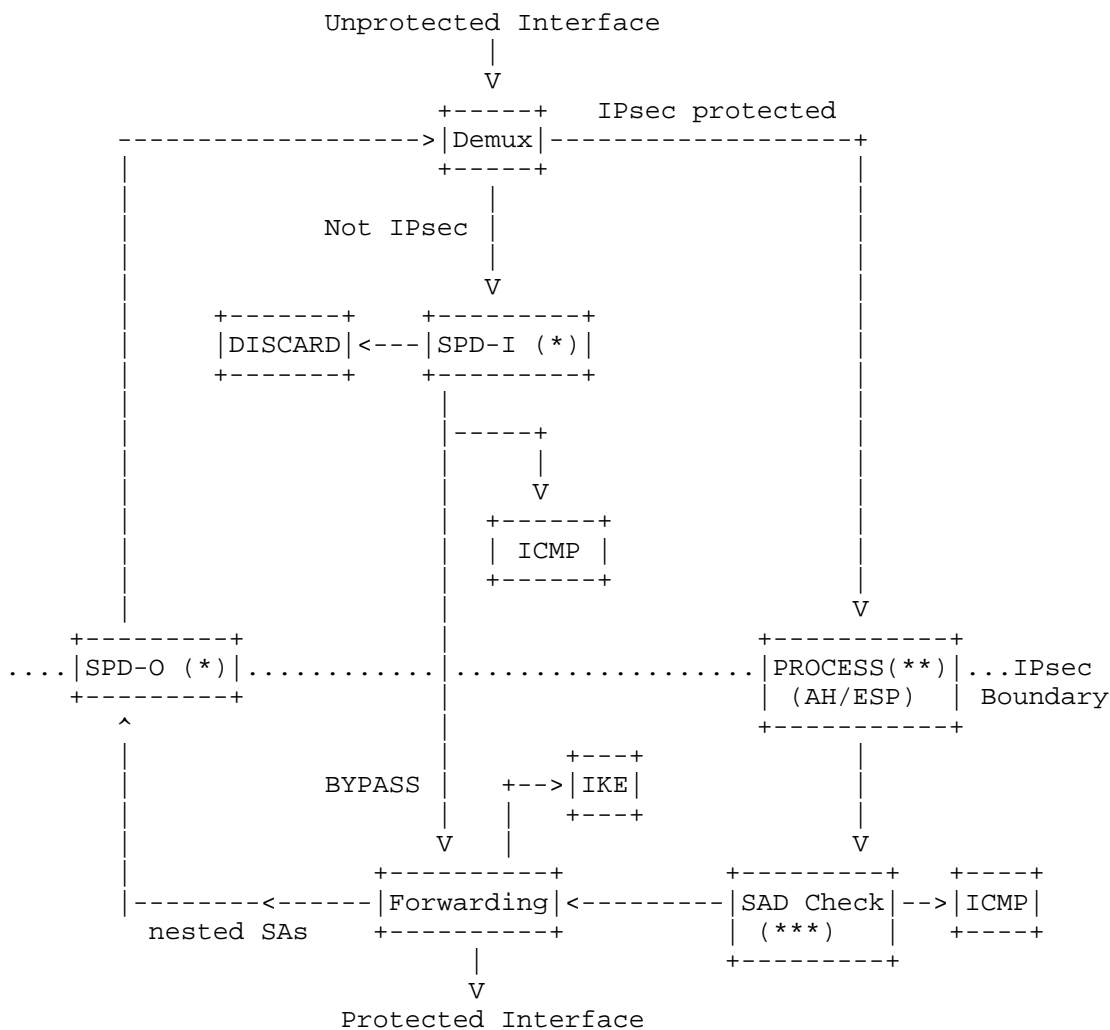 Unprotected Interface
|
V
+-----+ IPsec protected
------------------->|Demux|-------------------+
| +-----+ |
| | |
| Not IPsec | |
| | |
| V |
| +-------+ +---------+ |
| |DISCARD|<---|SPD-I (*)| |
| +-------+ +---------+ |
| | |
| |-----+ |
| | | |
| | V |
| | +------+ |
| | | ICMP | |
| | +------+ |
| | V
+---------+ | +-----------+
....|SPD-O (*)|............|...................|PROCESS(**)|...IPsec
+---------+ | | (AH/ESP) | Boundary
^ | +-----------+
| | +---+ |
| BYPASS | +-->|IKE| |
| | | +---+ |
| V | V
| +----------+ +---------+ +----+
|--------<------|Forwarding|<---------|SAD Check|-->|ICMP|
nested SAs +----------+ | (***) | +----+
| +---------+
V
Protected Interface